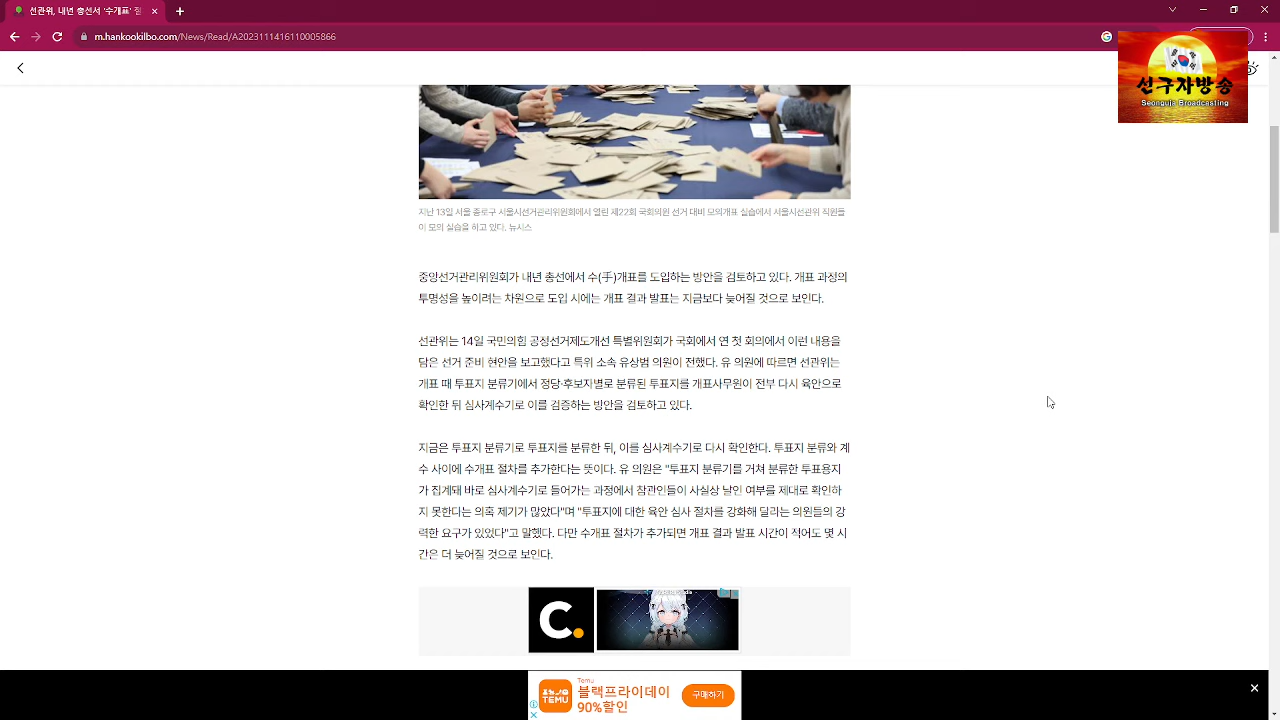 선관위, 내년 총선서 '수개표' 검
m.hankookilbo.com/News/Read/A2023111416110005866
선구자방송
Seonguja Broadcasting
지난 13일 서울 종로구 서울시선거관리위원회에서 열린 제22회 국회의원 선거 대비 모의개표 실습에서 서울시선관위 직원들
이 모의 실습을 하고 있다. 뉴시스
중앙선거관리위원회가 내년 총선에서 수(手)개표를 도입하는 방안을 검토하고 있다. 개표 과정의
투명성을 높이려는 차원으로 도입 시에는 개표 결과 발표는 지금보다 늦어질 것으로 보인다.
선관위는 14일 국민의힘 공정선거제도개선 특별위원회가 국회에서 연 첫 회의에서 이런 내용을
담은 선거 준비 현안을 보고했다고 특위 소속 유상범 의원이 전했다. 유 의원에 따르면 선관위는
개표 때 투표지 분류기에서 정당·후보자별로 분류된 투표지를 개표사무원이 전부 다시 육안으로
확인한 뒤 심사계수기로 이를 검증하는 방안을 검토하고 있다.
지금은 투표지 분류기로 투표지를 분류한 뒤, 이를 심사계수기로 다시 확인한다. 투표지 분류와 계
수 사이에 수개표 절차를 추가한다는 뜻이다. 유 의원은 "투표지 분류기를 거쳐 분류한 투표용지
가 집계돼 바로 심사계수기로 들어가는 과정에서 참관인들이 사실상 날인 여부를 제대로 확인하
지 못한다는 의혹 제기가 많았다"며 "투표지에 대한 육안 심사 절차를 강화해 달라는 의원들의 강
력한 요구가 있었다"고 말했다. 다만 수개표 절차가 추가되면 개표 결과 발표 시간이 적어도 몇 시
간은 더 늦어질 것으로 보인다.
C.
Temu
TEMU
블랙프라이데이
90%할인
구매하기